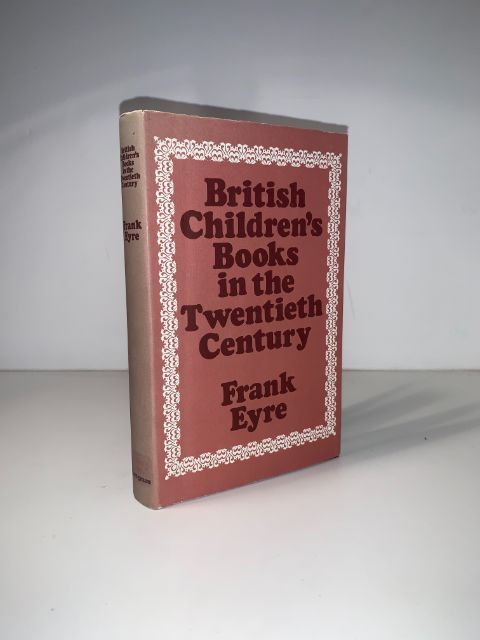 British
Children's
Books
in the
Twentieth
Century
Frank
Eyre
British
Children's
Books
in the
Twentieth
Century
Frank
Eyre